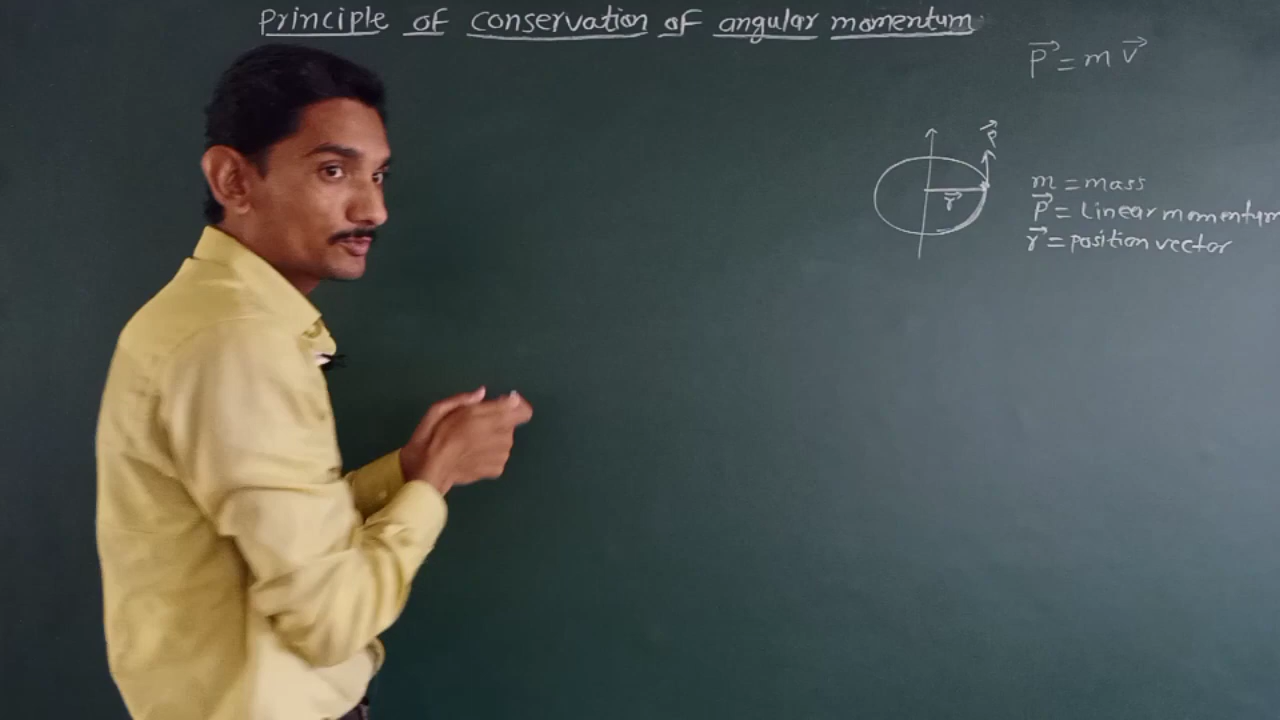 Principle of conservation of angular momentum
P⃗ = m v⃗
P⃗
r⃗
m = mass
P⃗ = Linear momentum
r⃗ = position vector